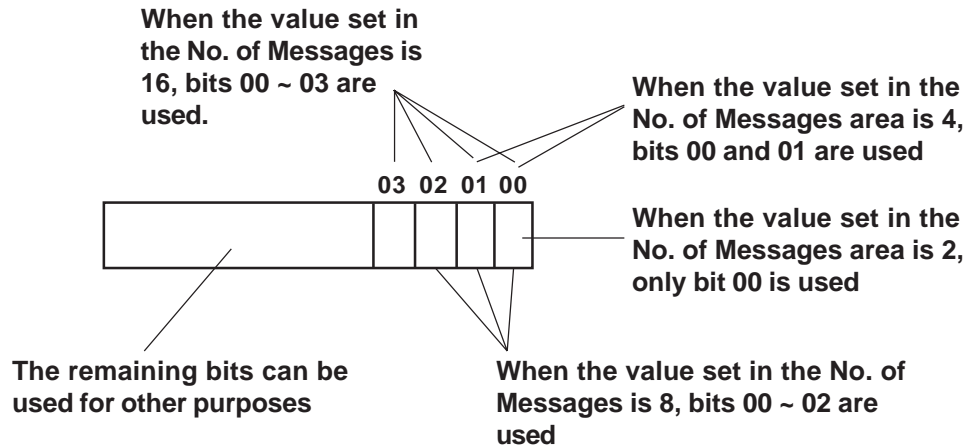 When the value set in
the No. of Messages is
16, bits 00 ~ 03 are
used.
When the value set in the
No. of Messages area is 4,
bits 00 and 01 are used
03 02 01 00
When the value set in the
No. of Messages area is 2,
only bit 00 is used
The remaining bits can be
used for other purposes
When the value set in the No. of
Messages is 8, bits 00 ~ 02 are
used